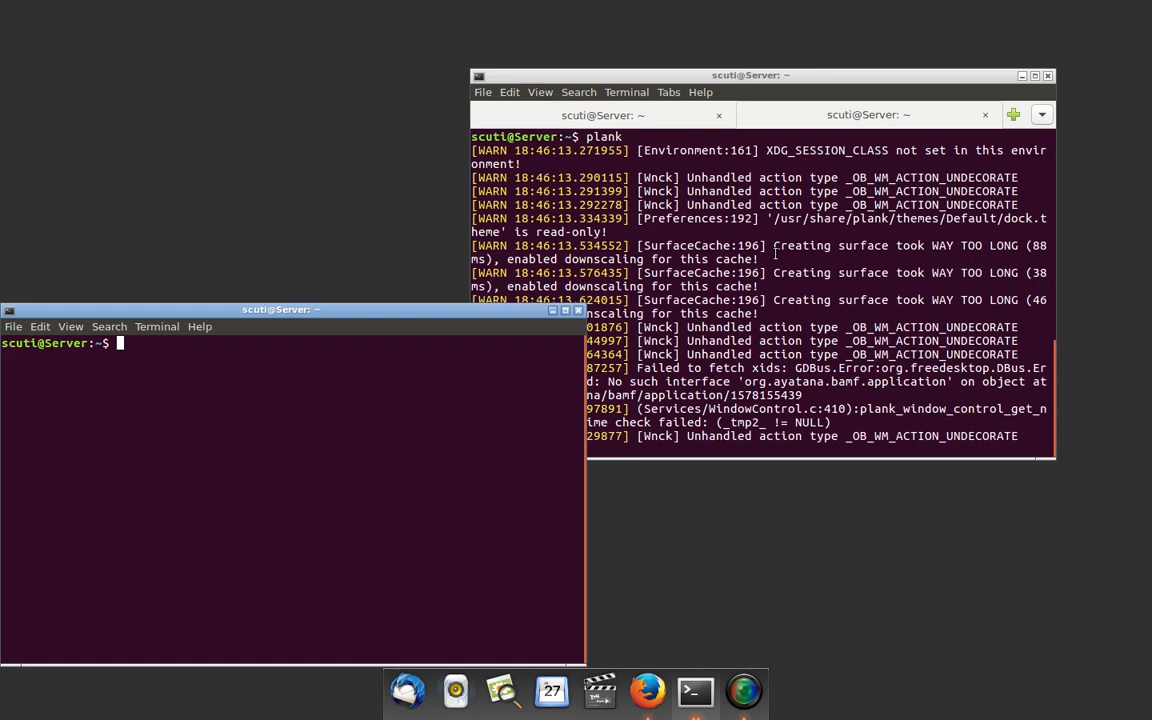 scuti@Server: ~
File Edit View Search Terminal Tabs Help
scuti@Server: ~ × scuti@Server: ~ ×
scuti@Server:~$ plank
[WARN 18:46:13.271955] [Environment:161] XDG_SESSION_CLASS not set in this envir
onment!
[WARN 18:46:13.290115] [Wnck] Unhandled action type _OB_WM_ACTION_UNDECORATE
[WARN 18:46:13.291399] [Wnck] Unhandled action type _OB_WM_ACTION_UNDECORATE
[WARN 18:46:13.292278] [Wnck] Unhandled action type _OB_WM_ACTION_UNDECORATE
[WARN 18:46:13.334339] [Preferences:192] '/usr/share/plank/themes/Default/dock.t
heme' is read-only!
[WARN 18:46:13.534552] [SurfaceCache:196] Creating surface took WAY TOO LONG (88
ms), enabled downscaling for this cache!
[WARN 18:46:13.576435] [SurfaceCache:196] Creating surface took WAY TOO LONG (38
ms), enabled downscaling for this cache!
[WARN 18:46:13.624015] [SurfaceCache:196] Creating surface took WAY TOO LONG (46
nscaling for this cache!
01876] [Wnck] Unhandled action type _OB_WM_ACTION_UNDECORATE
44997] [Wnck] Unhandled action type _OB_WM_ACTION_UNDECORATE
64364] [Wnck] Unhandled action type _OB_WM_ACTION_UNDECORATE
87257] Failed to fetch xids: GDBus.Error:org.freedesktop.DBus.Er
d: No such interface 'org.ayatana.bamf.application' on object at
na/bamf/application/1578155439
97891] (Services/WindowControl.c:410):plank_window_control_get_n
ime check failed: (_tmp2_ != NULL)
29877] [Wnck] Unhandled action type _OB_WM_ACTION_UNDECORATE
scuti@Server: ~
File Edit View Search Terminal Help
scuti@Server:~$
27